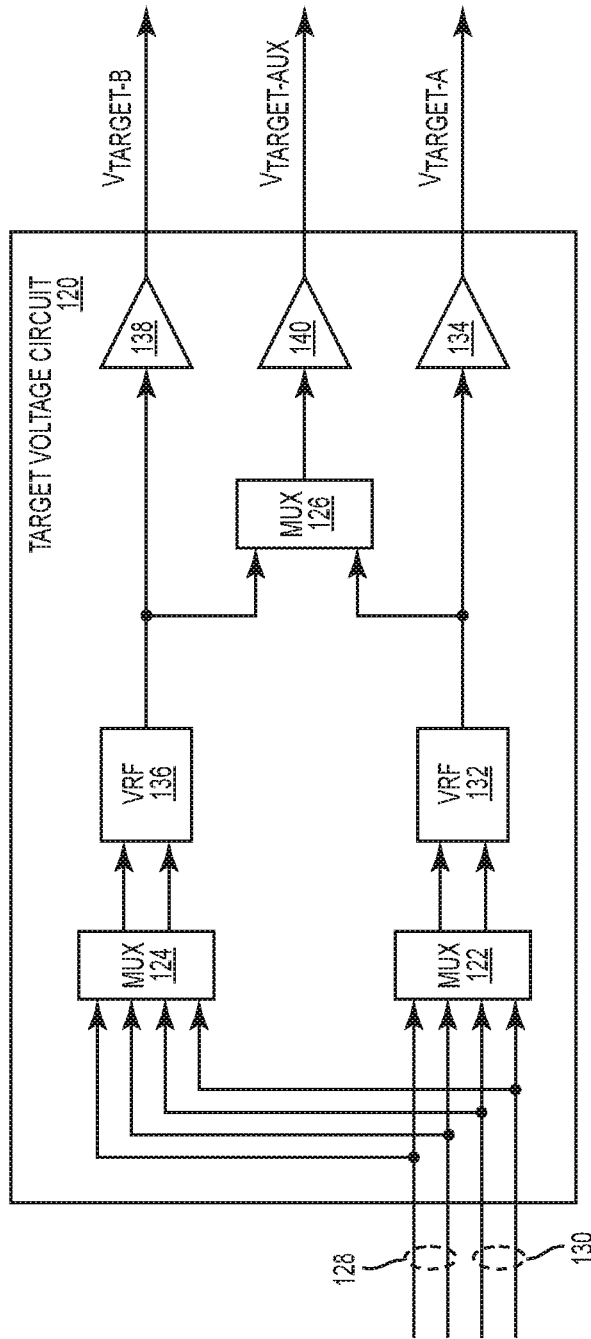 TARGET VOLTAGE CIRCUIT
120
128
130
MUX
124
MUX
122
VRF
136
VRF
132
MUX
126
138
140
134
VTARGET-B
VTARGET-AUX
VTARGET-A